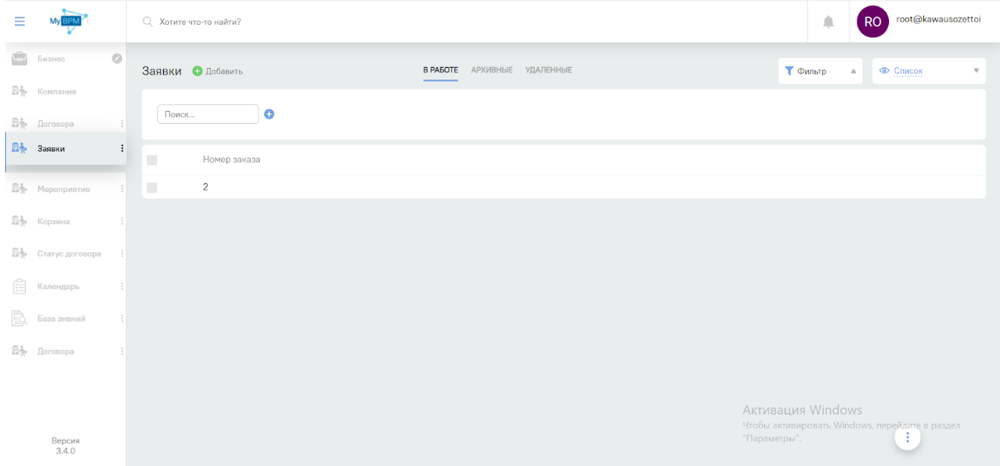 MyBPM
Хотите что-то найти?
RO
root@kawausozettoi
Бизнес
Компания
Договора
Заявки
Мероприятие
Корзина
Статус договора
Календарь
База знаний
Договора
Версия
3.4.0
Заявки
Добавить
В РАБОТЕ АРХИВНЫЕ УДАЛЕННЫЕ
Фильтр
Список
Поиск...
Номер заказа
2
Активация Windows
Чтобы активировать Windows, перейдите в раздел
"Параметры".